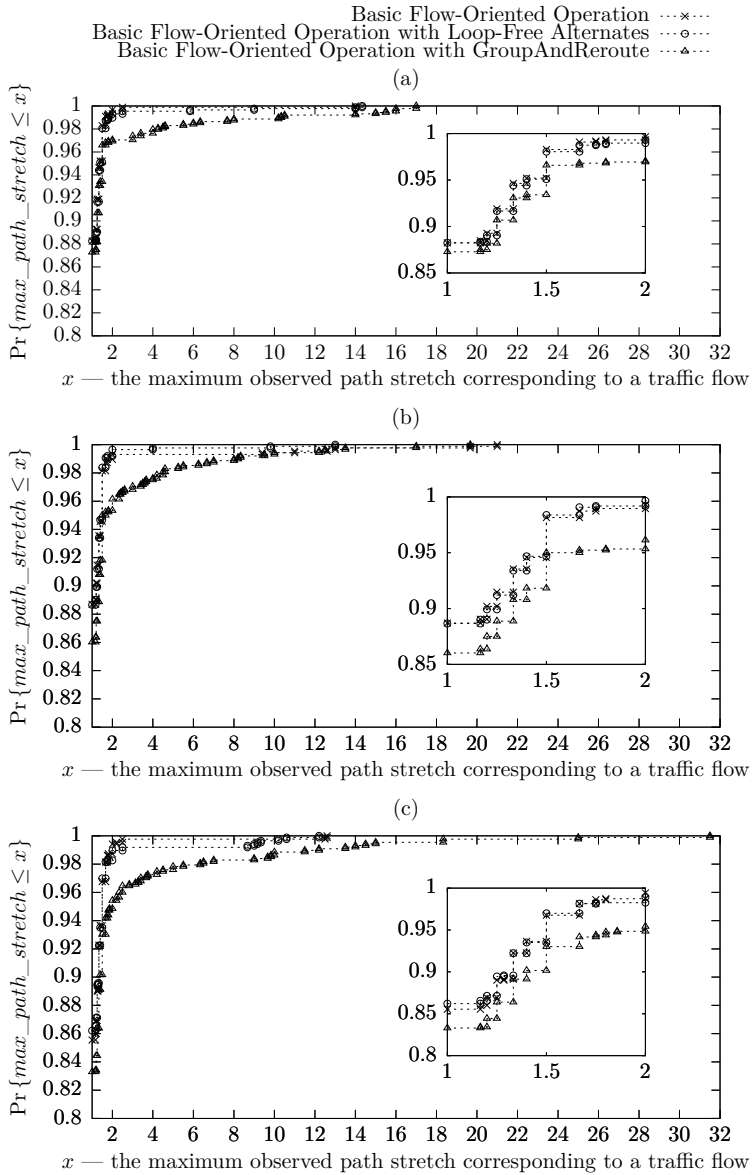 Basic Flow-Oriented Operation
Basic Flow-Oriented Operation with Loop-Free Alternates
Basic Flow-Oriented Operation with GroupAndReroute
(a)
Pr {max_path_stretch ≤ x}
1
0.98
0.96
0.94
0.92
0.9
0.88
0.86
0.84
0.82
0.8
2 4 6 8 10 12 14 16 18 20 22 24 26 28 30 32
1
0.95
0.9
0.85
1 1.5 2
x — the maximum observed path stretch corresponding to a traffic flow
(b)
Pr {max_path_stretch ≤ x}
1
0.98
0.96
0.94
0.92
0.9
0.88
0.86
0.84
0.82
0.8
2 4 6 8 10 12 14 16 18 20 22 24 26 28 30 32
1
0.95
0.9
0.85
1 1.5 2
x — the maximum observed path stretch corresponding to a traffic flow
(c)
Pr {max_path_stretch ≤ x}
1
0.98
0.96
0.94
0.92
0.9
0.88
0.86
0.84
0.82
0.8
2 4 6 8 10 12 14 16 18 20 22 24 26 28 30 32
1
0.95
0.9
0.85
0.8
1 1.5 2
x — the maximum observed path stretch corresponding to a traffic flow